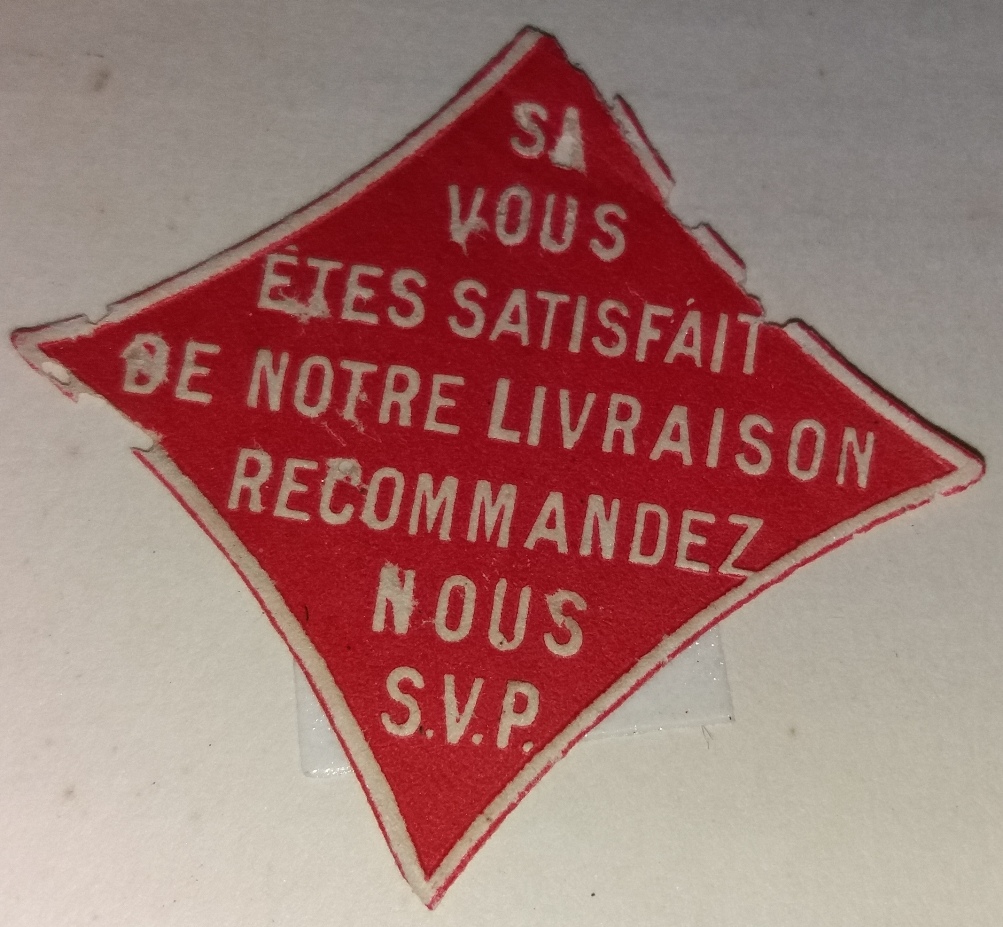 SI
VOUS
ÊTES SATISFAIT
DE NOTRE LIVRAISON
RECOMMANDEZ
NOUS
S.V.P.